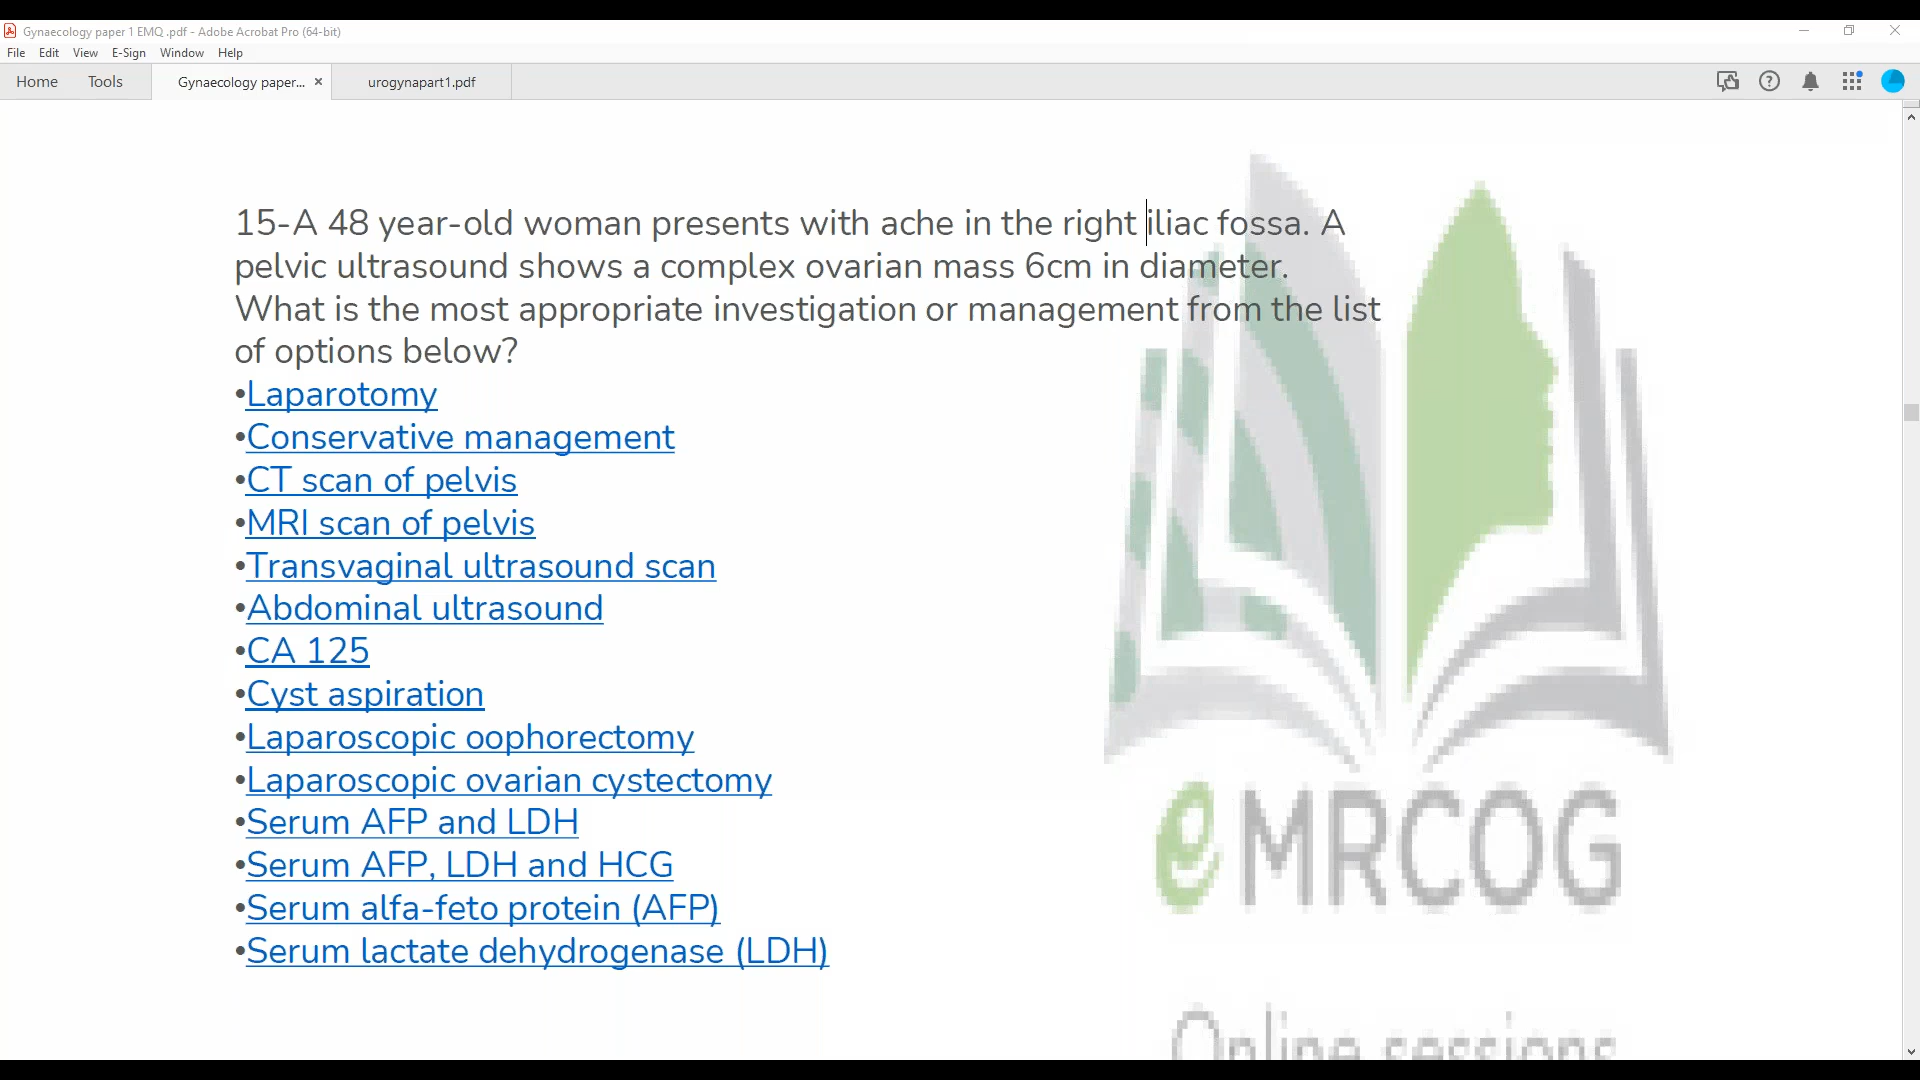 Gynaecology paper 1 EMQ .pdf - Adobe Acrobat Pro (64-bit)
File Edit View E-Sign Window Help
Home Tools Gynaecology paper... × urogynapart1.pdf
15-A 48 year-old woman presents with ache in the right iliac fossa. A
pelvic ultrasound shows a complex ovarian mass 6cm in diameter.
What is the most appropriate investigation or management from the list
of options below?
•Laparotomy
•Conservative management
•CT scan of pelvis
•MRI scan of pelvis
•Transvaginal ultrasound scan
•Abdominal ultrasound
•CA 125
•Cyst aspiration
•Laparoscopic oophorectomy
•Laparoscopic ovarian cystectomy
•Serum AFP and LDH
•Serum AFP, LDH and HCG
•Serum alfa-feto protein (AFP)
•Serum lactate dehydrogenase (LDH)
eMRCOG
Online sessions